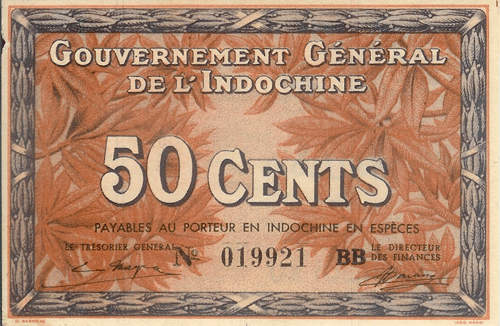 GOUVERNEMENT GÉNÉRAL
DE L'INDOCHINE
50 CENTS
PAYABLES AU PORTEUR EN INDOCHINE EN ESPÈCES
LE TRÉSORIER GÉNÉRAL
Nº 019921
BB
LE DIRECTEUR
DES FINANCES